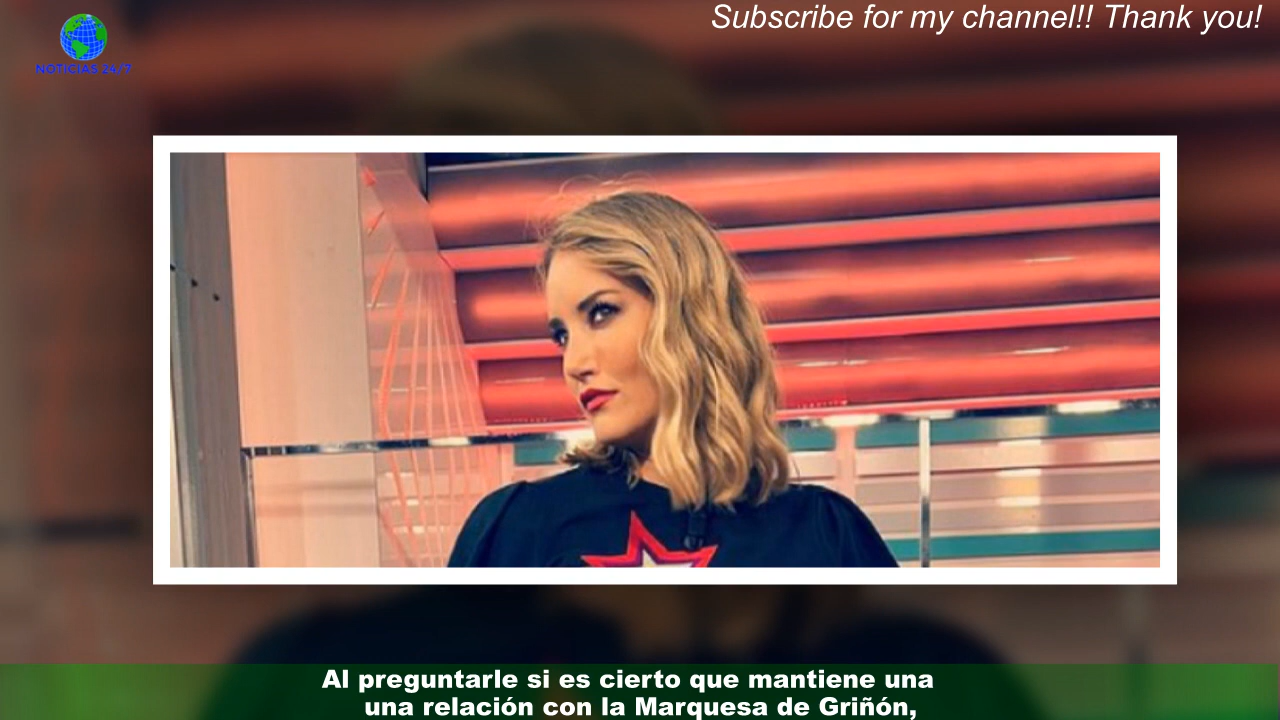 Subscribe for my channel!! Thank you!
NOTICIAS 24/7
Al preguntarle si es cierto que mantiene una
una relación con la Marquesa de Griñón,